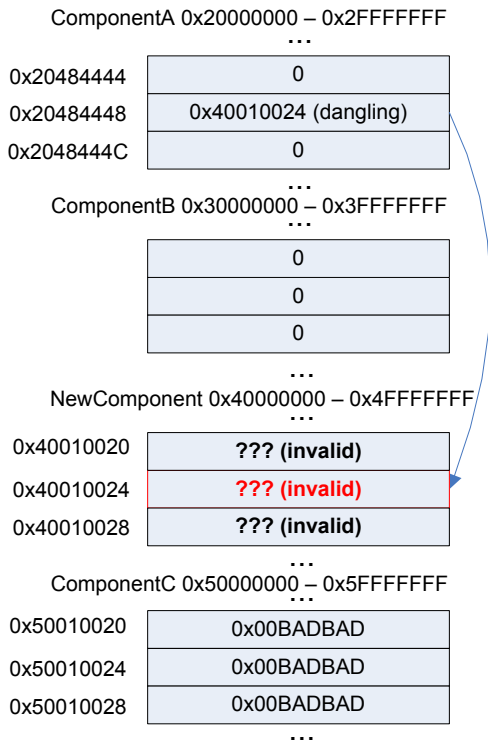 ComponentA 0x20000000 – 0x2FFFFFFF
...
0x20484444 0
0x20484448 0x40010024 (dangling)
0x2048444C 0
...
ComponentB 0x30000000 – 0x3FFFFFFF
...
0
0
0
...
NewComponent 0x40000000 – 0x4FFFFFFF
...
0x40010020 ??? (invalid)
0x40010024 ??? (invalid)
0x40010028 ??? (invalid)
...
ComponentC 0x50000000 – 0x5FFFFFFF
...
0x50010020 0x00BADBAD
0x50010024 0x00BADBAD
0x50010028 0x00BADBAD
...